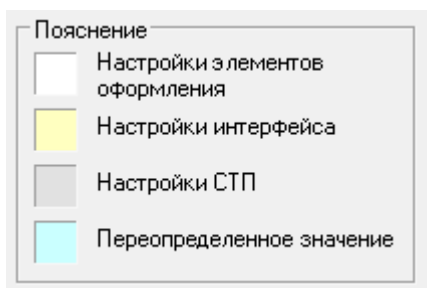 Пояснение
Настройки элементов
оформления
Настройки интерфейса
Настройки СТП
Переопределенное значение